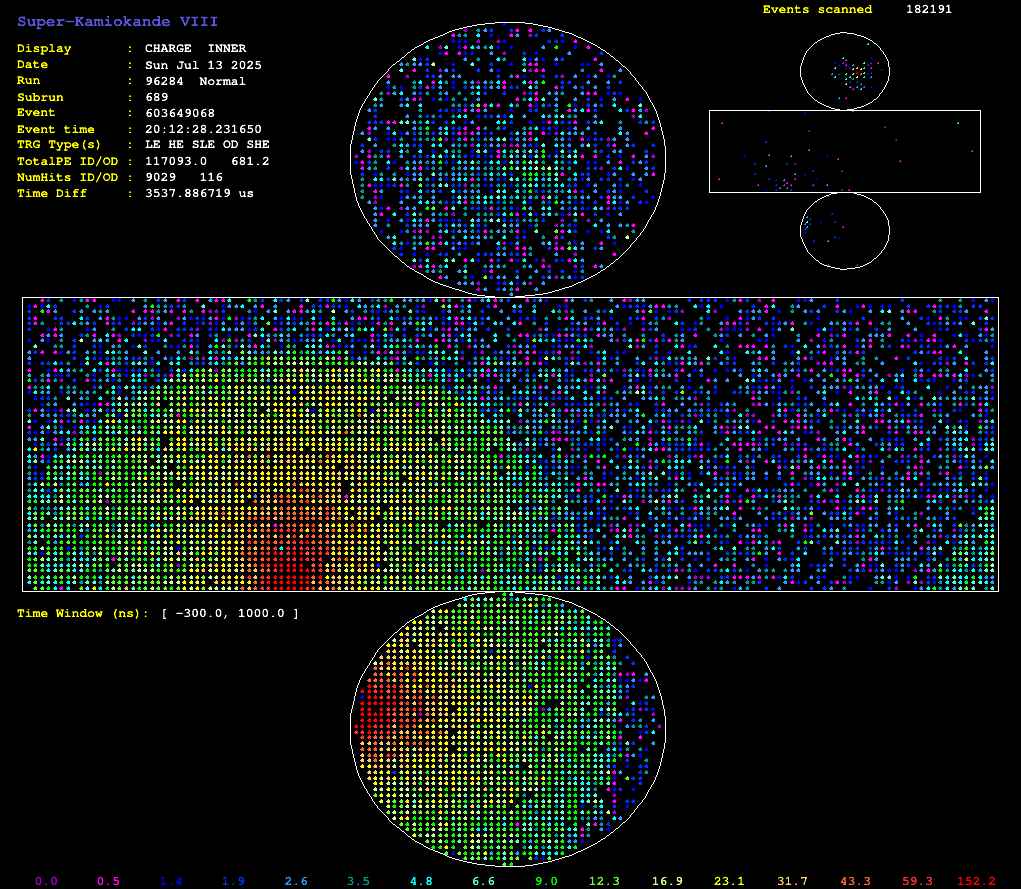 Super-Kamiokande VIII
Events scanned 182191
Display : CHARGE INNER
Date : Sun Jul 13 2025
Run : 96284 Normal
Subrun : 689
Event : 603649068
Event time : 20:12:28.231650
TRG Type(s) : LE HE SLE OD SHE
TotalPE ID/OD : 117093.0 681.2
NumHits ID/OD : 9029 116
Time Diff : 3537.886719 us
Time Window (ns): [ -300.0, 1000.0 ]
0.0 0.5 1.4 1.9 2.6 3.5 4.8 6.6 9.0 12.3 16.9 23.1 31.7 43.3 59.3 152.2